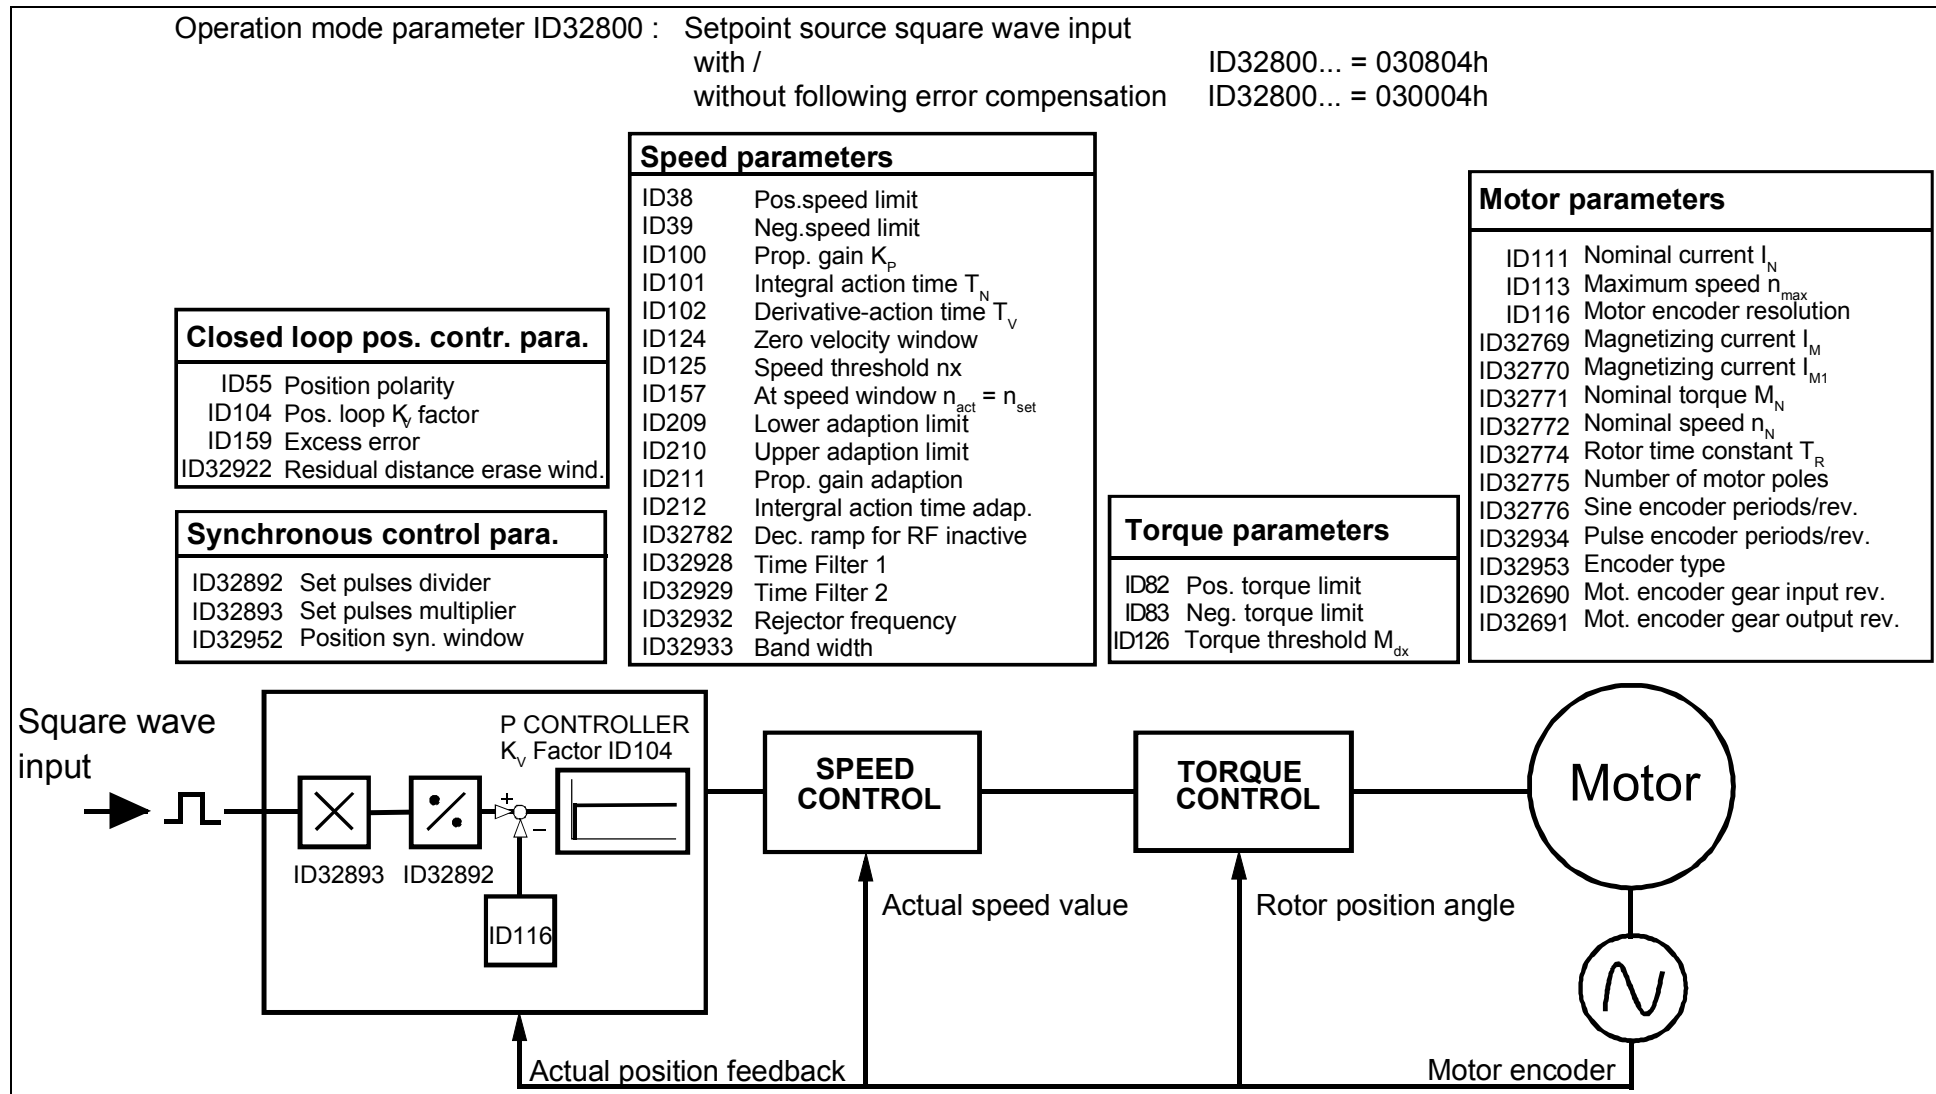 Operation mode parameter ID32800 : Setpoint source square wave input
with / ID32800... = 030804h
without following error compensation ID32800... = 030004h
Closed loop pos. contr. para.
ID55 Position polarity
ID104 Pos. loop KV factor
ID159 Excess error
ID32922 Residual distance erase wind.
Synchronous control para.
ID32892 Set pulses divider
ID32893 Set pulses multiplier
ID32952 Position syn. window
Speed parameters
ID38 Pos.speed limit
ID39 Neg.speed limit
ID100 Prop. gain KP
ID101 Integral action time TN
ID102 Derivative-action time TV
ID124 Zero velocity window
ID125 Speed threshold nx
ID157 At speed window nact = nset
ID209 Lower adaption limit
ID210 Upper adaption limit
ID211 Prop. gain adaption
ID212 Intergral action time adap.
ID32782 Dec. ramp for RF inactive
ID32928 Time Filter 1
ID32929 Time Filter 2
ID32932 Rejector frequency
ID32933 Band width
Torque parameters
ID82 Pos. torque limit
ID83 Neg. torque limit
ID126 Torque threshold Mdx
Motor parameters
ID111 Nominal current IN
ID113 Maximum speed nmax
ID116 Motor encoder resolution
ID32769 Magnetizing current IM
ID32770 Magnetizing current IM1
ID32771 Nominal torque MN
ID32772 Nominal speed nN
ID32774 Rotor time constant TR
ID32775 Number of motor poles
ID32776 Sine encoder periods/rev.
ID32934 Pulse encoder periods/rev.
ID32953 Encoder type
ID32690 Mot. encoder gear input rev.
ID32691 Mot. encoder gear output rev.
Square wave
input
P CONTROLLER
KV Factor ID104
+
−
ID32893
ID32892
ID116
SPEED
CONTROL
TORQUE
CONTROL
Motor
Actual speed value
Rotor position angle
Actual position feedback
Motor encoder